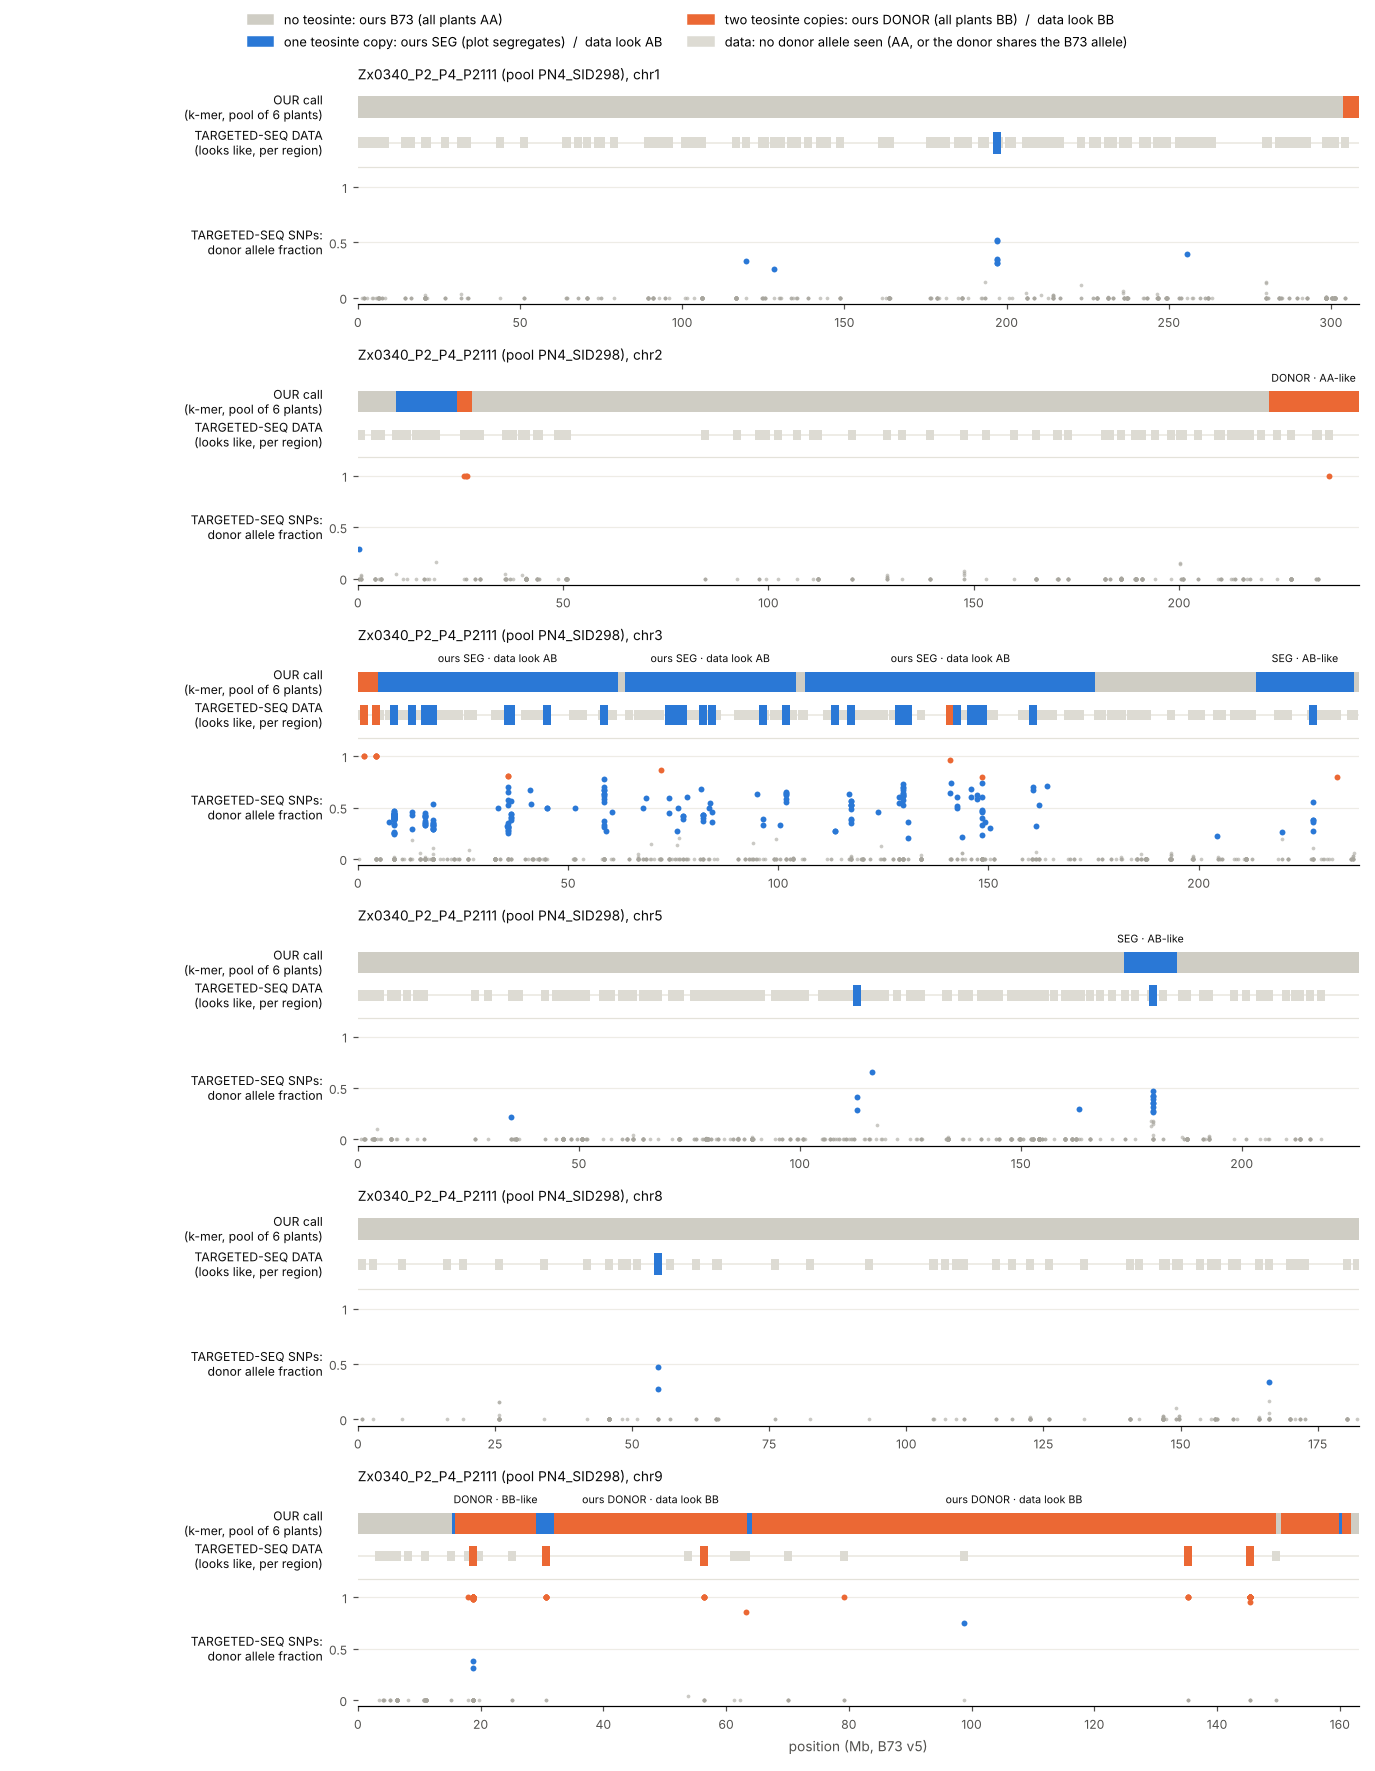 no teosinte: ours B73 (all plants AA)
two teosinte copies: ours DONOR (all plants BB)  /  data look BB
one teosinte copy: ours SEG (plot segregates)  /  data look AB
data: no donor allele seen (AA, or the donor shares the B73 allele)
Zx0340_P2_P4_P2111 (pool PN4_SID298), chr1
OUR call
(k-mer, pool of 6 plants)
TARGETED-SEQ DATA
(looks like, per region)
1
TARGETED-SEQ SNPs:
donor allele fraction
0.5
0
0 50 100 150 200 250 300
Zx0340_P2_P4_P2111 (pool PN4_SID298), chr2
DONOR · AA-like
OUR call
(k-mer, pool of 6 plants)
TARGETED-SEQ DATA
(looks like, per region)
1
TARGETED-SEQ SNPs:
donor allele fraction
0.5
0
0 50 100 150 200
Zx0340_P2_P4_P2111 (pool PN4_SID298), chr3
ours SEG · data look AB ours SEG · data look AB ours SEG · data look AB SEG · AB-like
OUR call
(k-mer, pool of 6 plants)
TARGETED-SEQ DATA
(looks like, per region)
1
TARGETED-SEQ SNPs:
donor allele fraction
0.5
0
0 50 100 150 200
Zx0340_P2_P4_P2111 (pool PN4_SID298), chr5
SEG · AB-like
OUR call
(k-mer, pool of 6 plants)
TARGETED-SEQ DATA
(looks like, per region)
1
TARGETED-SEQ SNPs:
donor allele fraction
0.5
0
0 50 100 150 200
Zx0340_P2_P4_P2111 (pool PN4_SID298), chr8
OUR call
(k-mer, pool of 6 plants)
TARGETED-SEQ DATA
(looks like, per region)
1
TARGETED-SEQ SNPs:
donor allele fraction
0.5
0
0 25 50 75 100 125 150 175
Zx0340_P2_P4_P2111 (pool PN4_SID298), chr9
DONOR · BB-like ours DONOR · data look BB ours DONOR · data look BB
OUR call
(k-mer, pool of 6 plants)
TARGETED-SEQ DATA
(looks like, per region)
1
TARGETED-SEQ SNPs:
donor allele fraction
0.5
0
0 20 40 60 80 100 120 140 160
position (Mb, B73 v5)